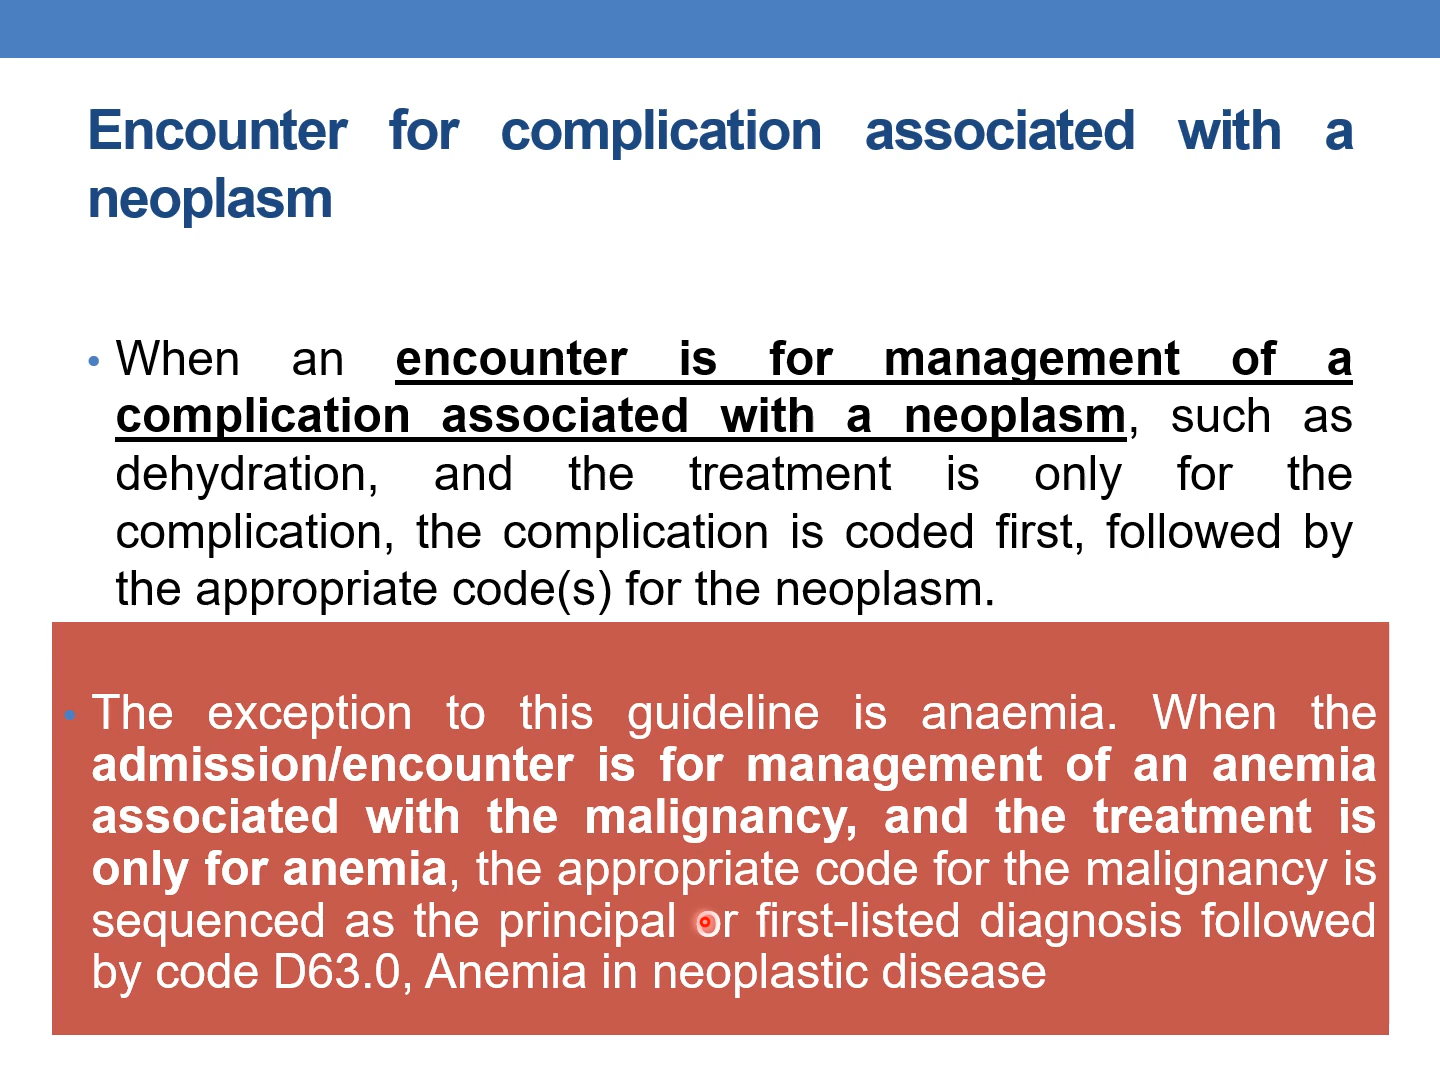 Encounter for complication associated with a
neoplasm
• When an encounter is for management of a
complication associated with a neoplasm, such as
dehydration, and the treatment is only for the
complication, the complication is coded first, followed by
the appropriate code(s) for the neoplasm.
• The exception to this guideline is anaemia. When the
admission/encounter is for management of an anemia
associated with the malignancy, and the treatment is
only for anemia, the appropriate code for the malignancy is
sequenced as the principal or first-listed diagnosis followed
by code D63.0, Anemia in neoplastic disease